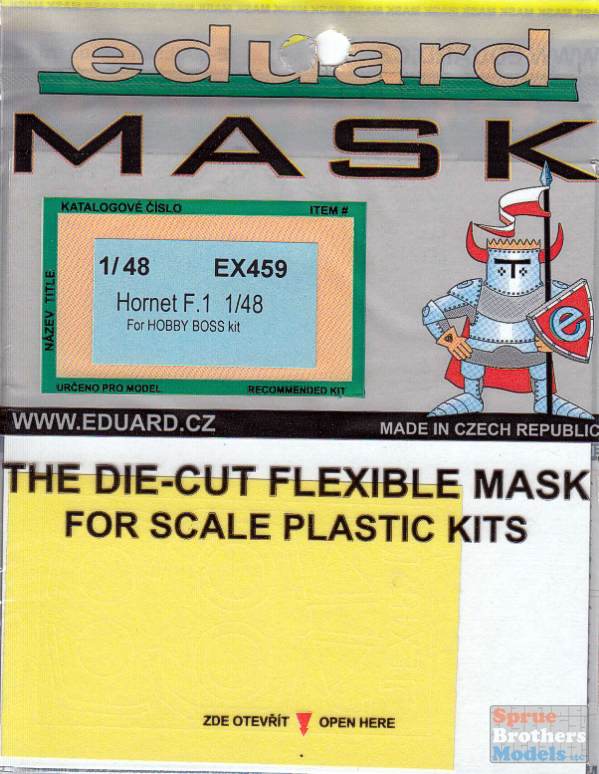 eduard
MASK
KATALOGOVÉ ČÍSLO ITEM #
NÁZEV TITLE
1/48 EX459
Hornet F.1 1/48
For HOBBY BOSS kit
URČENO PRO MODEL RECOMMENDED KIT
e
WWW.EDUARD.CZ
MADE IN CZECH REPUBLIC
THE DIE-CUT FLEXIBLE MASK
FOR SCALE PLASTIC KITS
ZDE OTEVŘÍT OPEN HERE
Sprue
Brothers
Models LLC